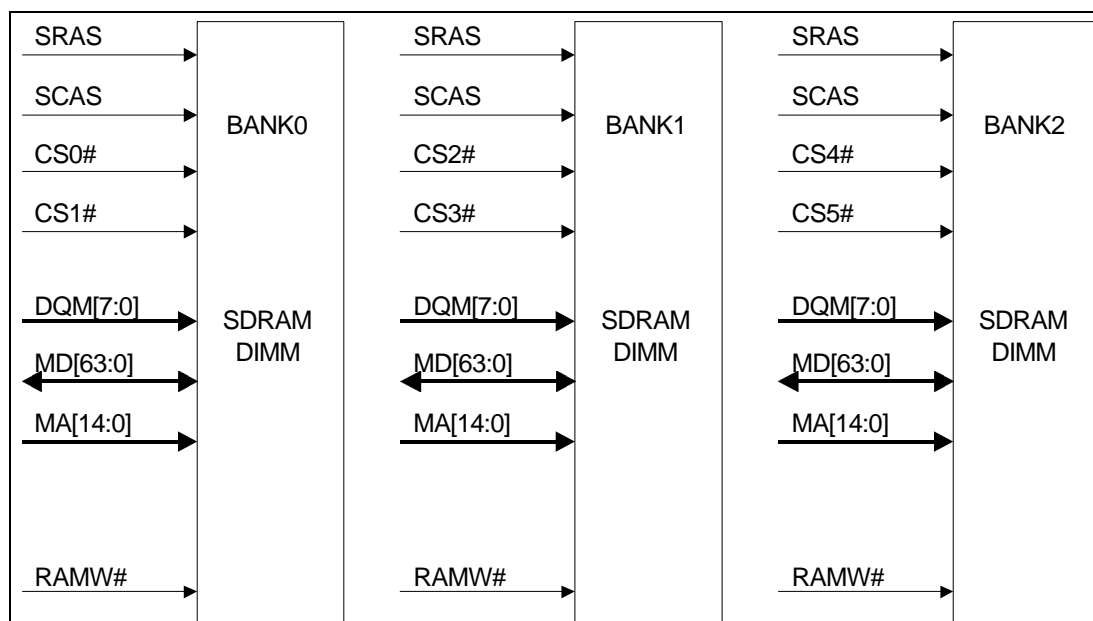 SRAS
SCAS
CS0#
CS1#
DQM[7:0]
MD[63:0]
MA[14:0]
RAMW#
BANK0
SDRAM
DIMM
SRAS
SCAS
CS2#
CS3#
DQM[7:0]
MD[63:0]
MA[14:0]
RAMW#
BANK1
SDRAM
DIMM
SRAS
SCAS
CS4#
CS5#
DQM[7:0]
MD[63:0]
MA[14:0]
RAMW#
BANK2
SDRAM
DIMM